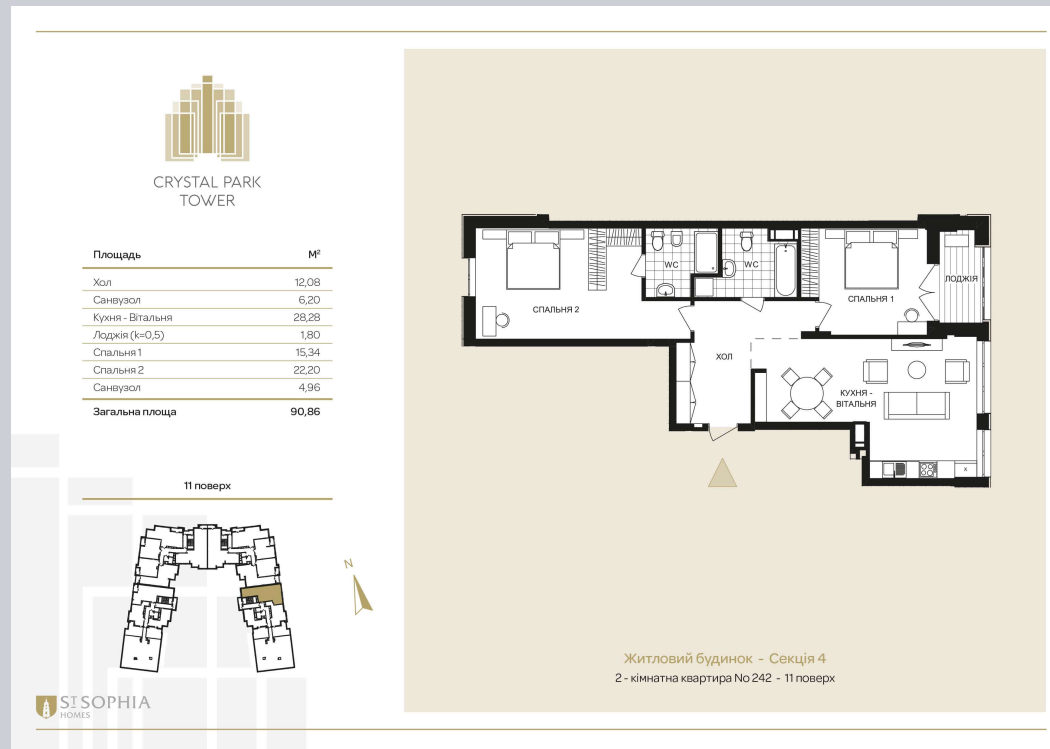 CRYSTAL PARK
TOWER
Площадь М²
Хол 12,08
Санвузол 6,20
Кухня - Вітальня 28,28
Лоджія (k=0,5) 1,80
Спальня 1 15,34
Спальня 2 22,20
Санвузол 4,96
Загальна площа 90,86
11 поверх
N
ST SOPHIA
HOMES
WC
WC
ЛОДЖІЯ
СПАЛЬНЯ 1
СПАЛЬНЯ 2
ХОЛ
КУХНЯ -
ВІТАЛЬНЯ
x
Житловий будинок - Секція 4
2 - кімнатна квартира No 242 - 11 поверх